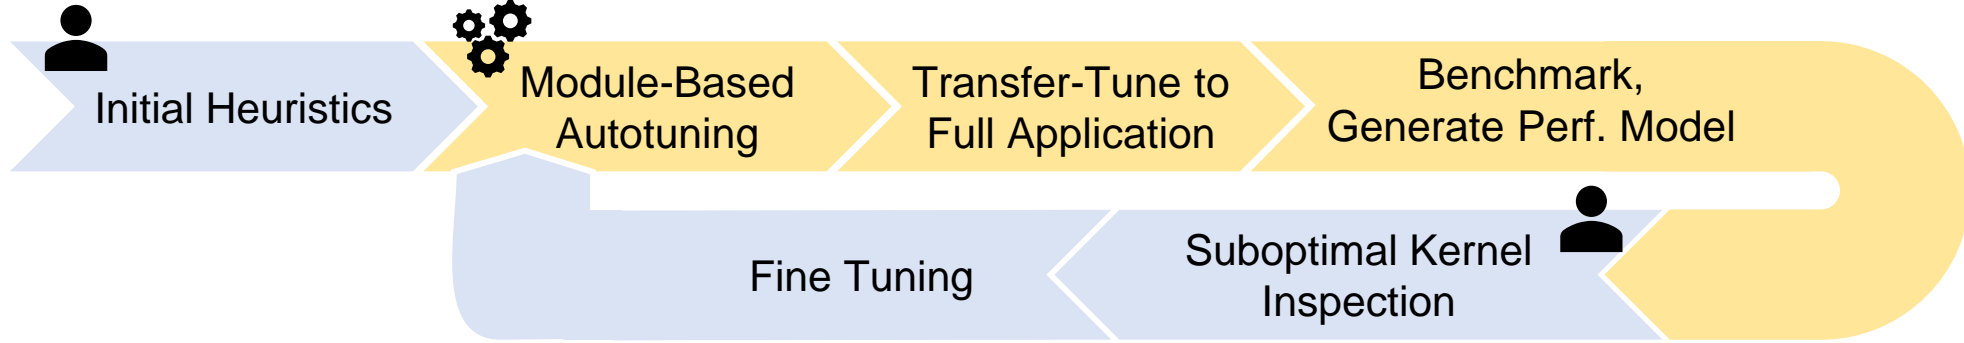 Initial Heuristics
Module-Based
Autotuning
Transfer-Tune to
Full Application
Benchmark,
Generate Perf. Model
Suboptimal Kernel
Inspection
Fine Tuning